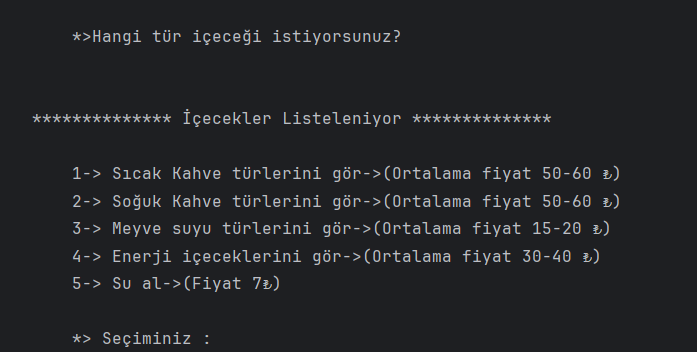 *>Hangi tür içeceği istiyorsunuz?
************** İçecekler Listeleniyor **************
1-> Sıcak Kahve türlerini gör->(Ortalama fiyat 50-60 ₺)
2-> Soğuk Kahve türlerini gör->(Ortalama fiyat 50-60 ₺)
3-> Meyve suyu türlerini gör->(Ortalama fiyat 15-20 ₺)
4-> Enerji içeceklerini gör->(Ortalama fiyat 30-40 ₺)
5-> Su al->(Fiyat 7₺)
*> Seçiminiz :